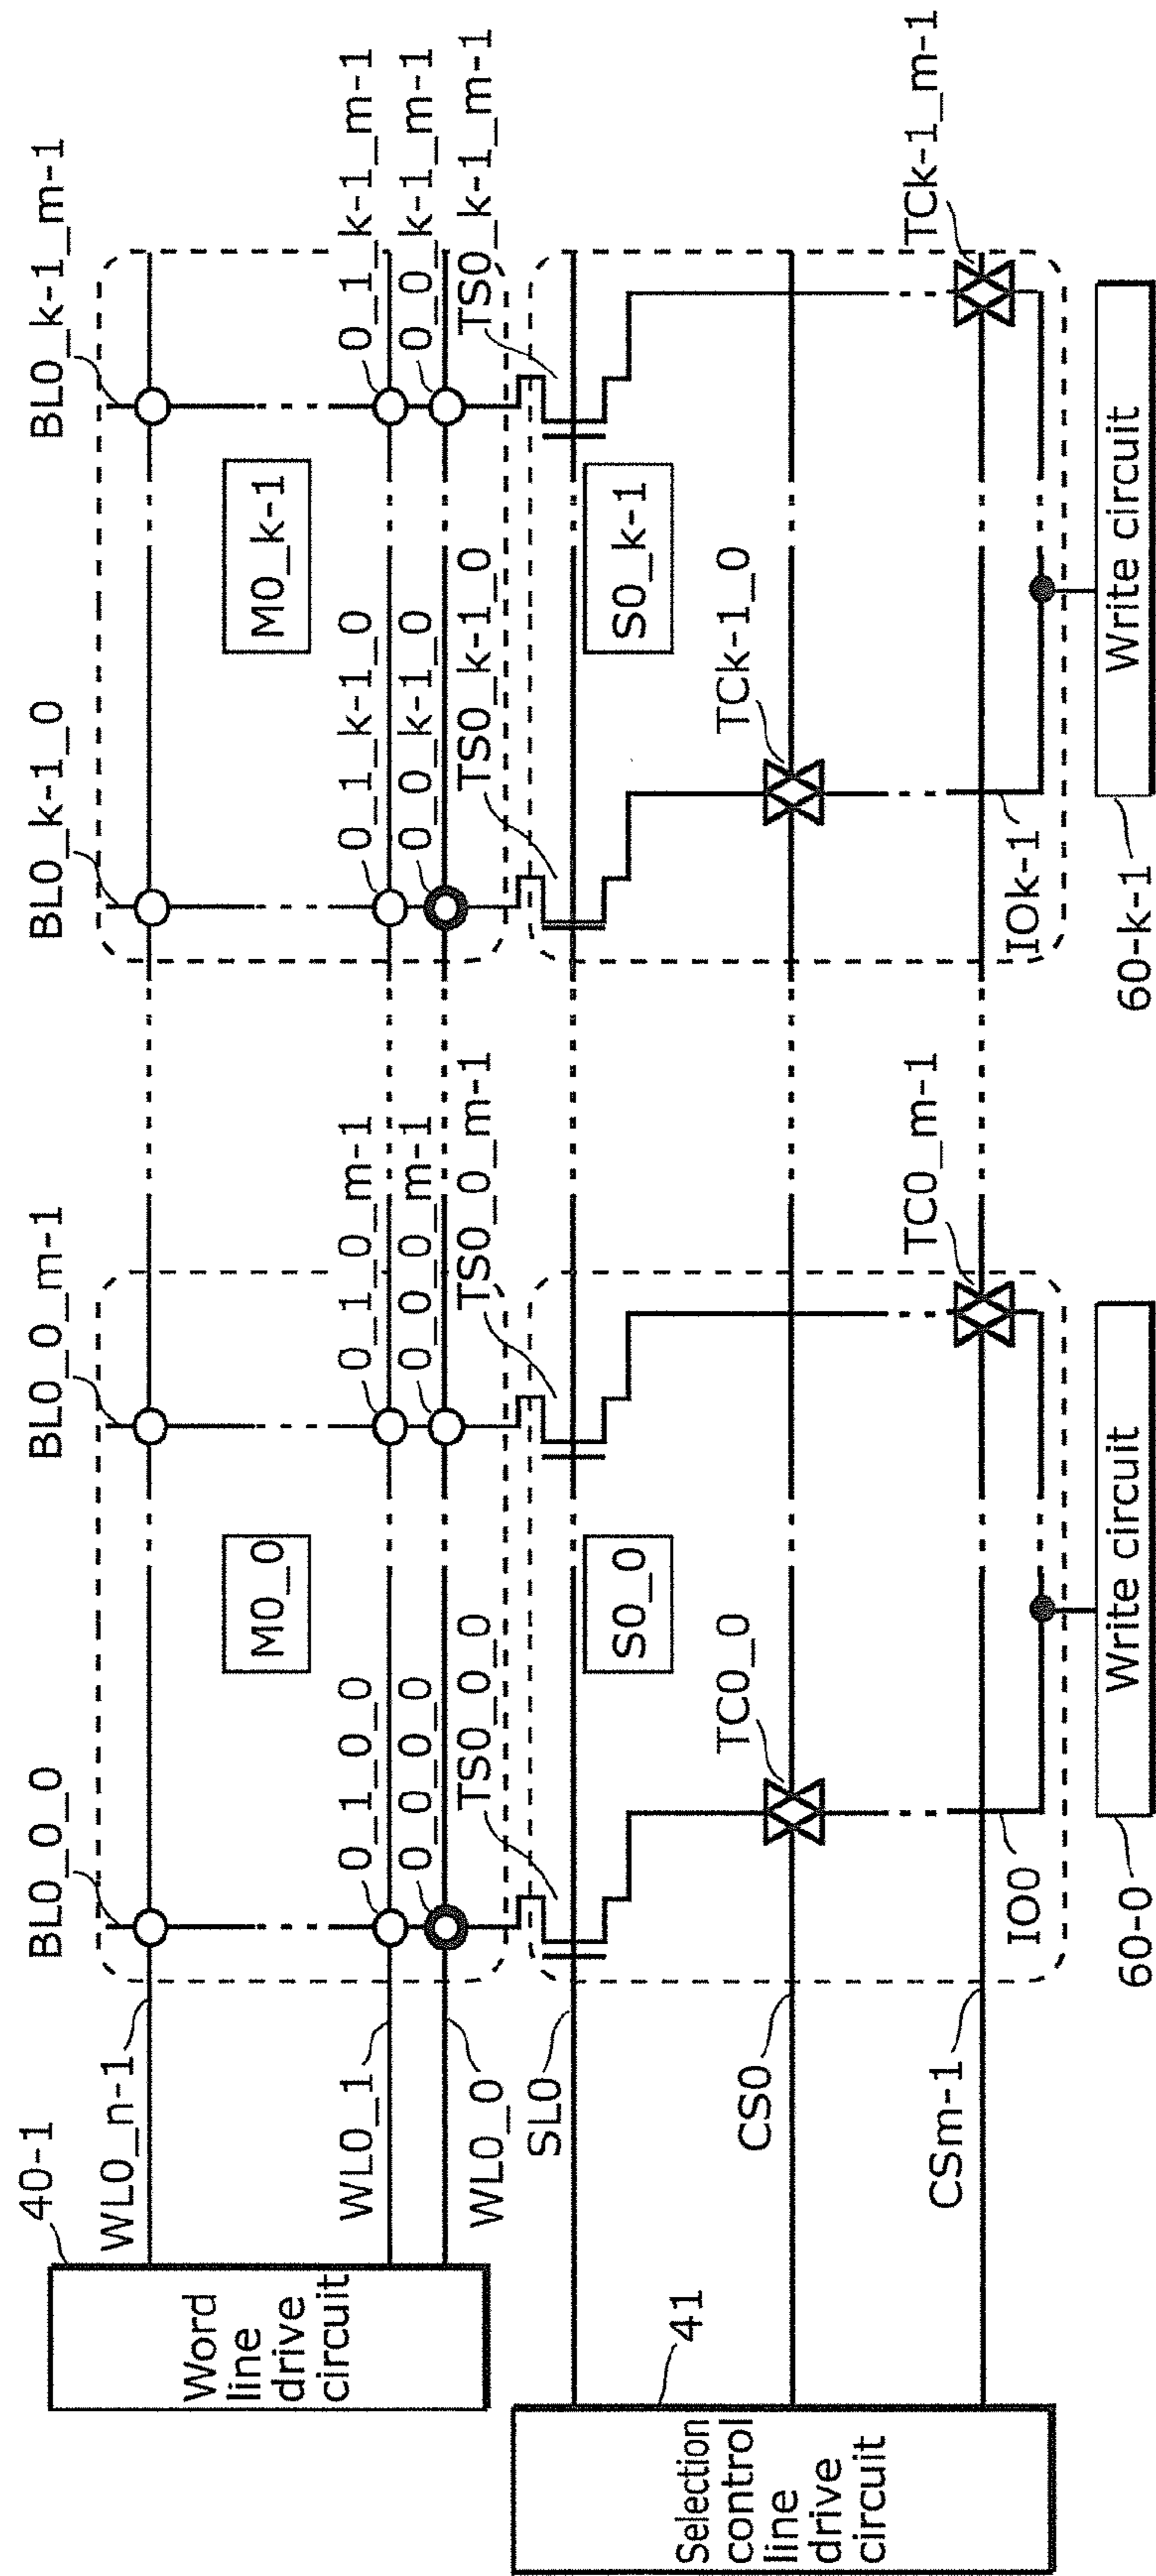 BL0_0_0
BL0_0_m-1
BL0_k-1_0
BL0_k-1_m-1
40-1
WL0_n-1
Word
line
drive
circuit
M0_0
M0_k-1
WL0_1
0_1_0_0
0_1_0_m-1
0_1_k-1_0
0_1_k-1_m-1
WL0_0
0_0_0_0
0_0_0_m-1
0_0_k-1_0
0_0_k-1_m-1
TS0_0_0
TS0_0_m-1
TS0_k-1_0
TS0_k-1_m-1
SL0
S0_0
S0_k-1
41
CS0
TC0_0
TCk-1_0
Selection
control
line
drive
circuit
CSm-1
TC0_m-1
TCk-1_m-1
IO0
IOk-1
60-0
Write circuit
60-k-1
Write circuit